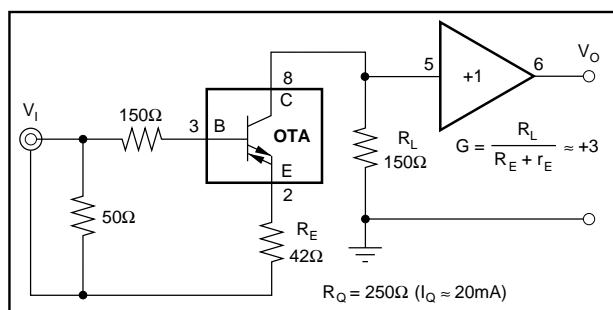 V_I
150Ω
3
B
8
C
OTA
E
2
50Ω
R_E
42Ω
R_L
150Ω
5
+1
6
V_O
G = R_L / (R_E + r_E) ≈ +3
R_Q = 250Ω (I_Q ≈ 20mA)